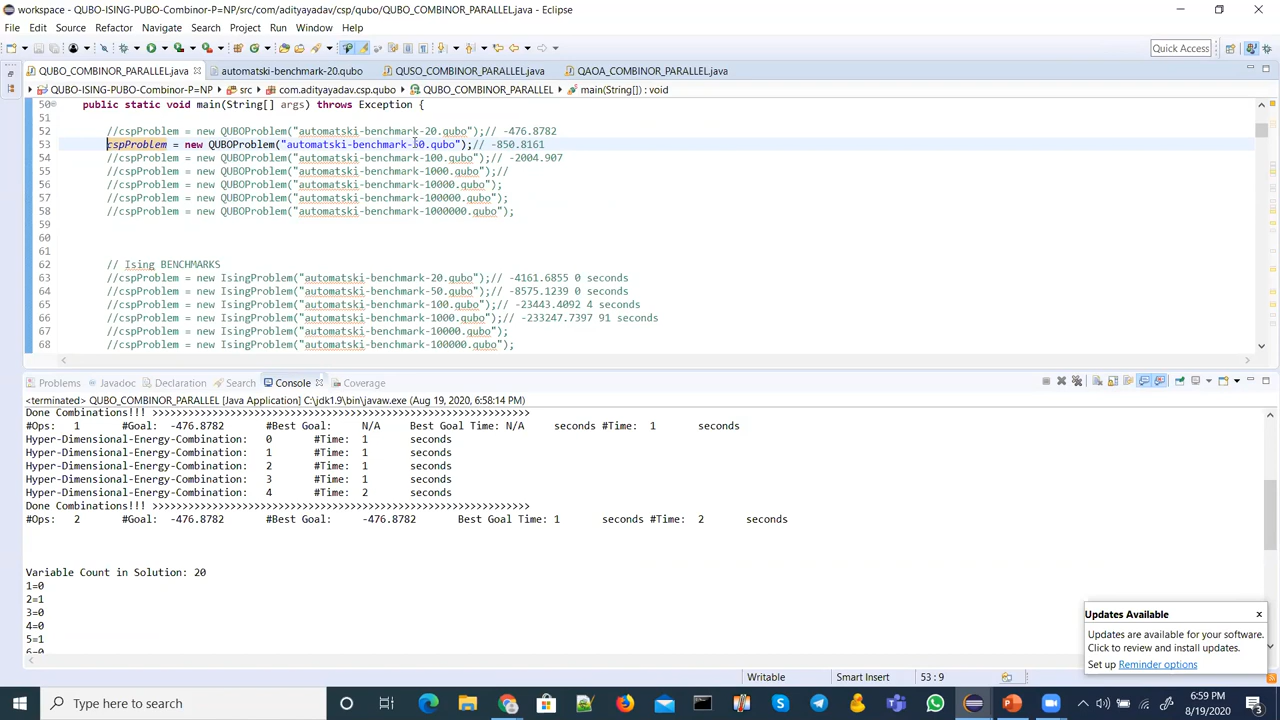 workspace - QUBO-ISING-PUBO-Combinor-P=NP/src/com/adityayadav/csp/qubo/QUBO_COMBINOR_PARALLEL.java - Eclipse
File Edit Source Refactor Navigate Search Project Run Window Help
Quick Access
QUBO_COMBINOR_PARALLEL.java automatski-benchmark-20.qubo QUSO_COMBINOR_PARALLEL.java QAOA_COMBINOR_PARALLEL.java
QUBO-ISING-PUBO-Combinor-P=NP src com.adityayadav.csp.qubo QUBO_COMBINOR_PARALLEL main(String[]) : void
50 public static void main(String[] args) throws Exception {
51
52 //cspProblem = new QUBOProblem("automatski-benchmark-20.qubo");// -476.8782
53 cspProblem = new QUBOProblem("automatski-benchmark-50.qubo");// -850.8161
54 //cspProblem = new QUBOProblem("automatski-benchmark-100.qubo");// -2004.907
55 //cspProblem = new QUBOProblem("automatski-benchmark-1000.qubo");//
56 //cspProblem = new QUBOProblem("automatski-benchmark-10000.qubo");
57 //cspProblem = new QUBOProblem("automatski-benchmark-100000.qubo");
58 //cspProblem = new QUBOProblem("automatski-benchmark-1000000.qubo");
59
60
61
62 // Ising BENCHMARKS
63 //cspProblem = new IsingProblem("automatski-benchmark-20.qubo");// -4161.6855 0 seconds
64 //cspProblem = new IsingProblem("automatski-benchmark-50.qubo");// -8575.1239 0 seconds
65 //cspProblem = new IsingProblem("automatski-benchmark-100.qubo");// -23443.4092 4 seconds
66 //cspProblem = new IsingProblem("automatski-benchmark-1000.qubo");// -233247.7397 91 seconds
67 //cspProblem = new IsingProblem("automatski-benchmark-10000.qubo");
68 //cspProblem = new IsingProblem("automatski-benchmark-100000.qubo");
Problems Javadoc Declaration Search Console Coverage
<terminated> QUBO_COMBINOR_PARALLEL [Java Application] C:\jdk1.9\bin\javaw.exe (Aug 19, 2020, 6:58:14 PM)
Done Combinations!!! >>>>>>>>>>>>>>>>>>>>>>>>>>>>>>>>>>>>>>>>>>>>>>>>>>>>>>>>>>>>>>>>
#Ops: 1 #Goal: -476.8782 #Best Goal: N/A Best Goal Time: N/A seconds #Time: 1 seconds
Hyper-Dimensional-Energy-Combination: 0 #Time: 1 seconds
Hyper-Dimensional-Energy-Combination: 1 #Time: 1 seconds
Hyper-Dimensional-Energy-Combination: 2 #Time: 1 seconds
Hyper-Dimensional-Energy-Combination: 3 #Time: 1 seconds
Hyper-Dimensional-Energy-Combination: 4 #Time: 2 seconds
Done Combinations!!! >>>>>>>>>>>>>>>>>>>>>>>>>>>>>>>>>>>>>>>>>>>>>>>>>>>>>>>>>>>>>>>>
#Ops: 2 #Goal: -476.8782 #Best Goal: -476.8782 Best Goal Time: 1 seconds #Time: 2 seconds
Variable Count in Solution: 20
1=0
2=1
3=0
4=0
5=1
6=0
Updates Available
Updates are available for your software.
Click to review and install updates.
Set up Reminder options
Writable Smart Insert 53 : 9
Type here to search
6:59 PM
8/19/2020
3